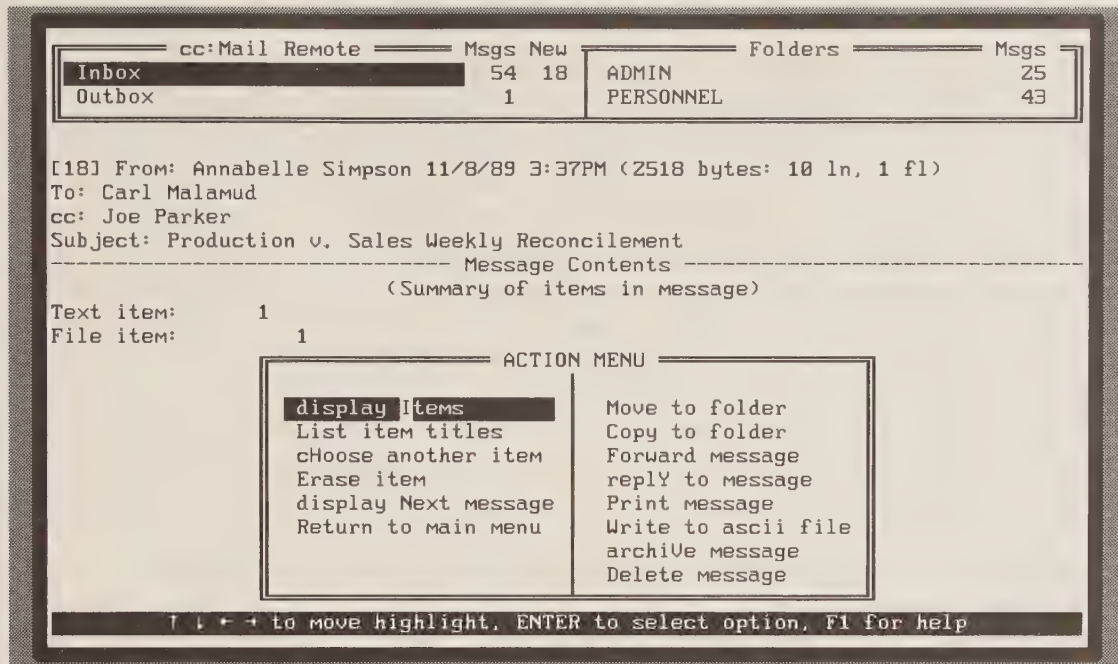 cc:Mail Remote Msgs New Folders Msgs
Inbox 54 18 ADMIN 25
Outbox 1 PERSONNEL 43
[18] From: Annabelle Simpson 11/8/89 3:37PM (2518 bytes: 10 ln, 1 fl)
To: Carl Malamud
cc: Joe Parker
Subject: Production v. Sales Weekly Reconcilement
Message Contents
(Summary of items in message)
Text item: 1
File item: 1
ACTION MENU
display Items Move to folder
List item titles Copy to folder
cHoose another item Forward message
Erase item replY to message
display Next message Print message
Return to main menu Write to ascii file
archiVe message
Delete message
↑ ↓ ← → to move highlight, ENTER to select option, F1 for help